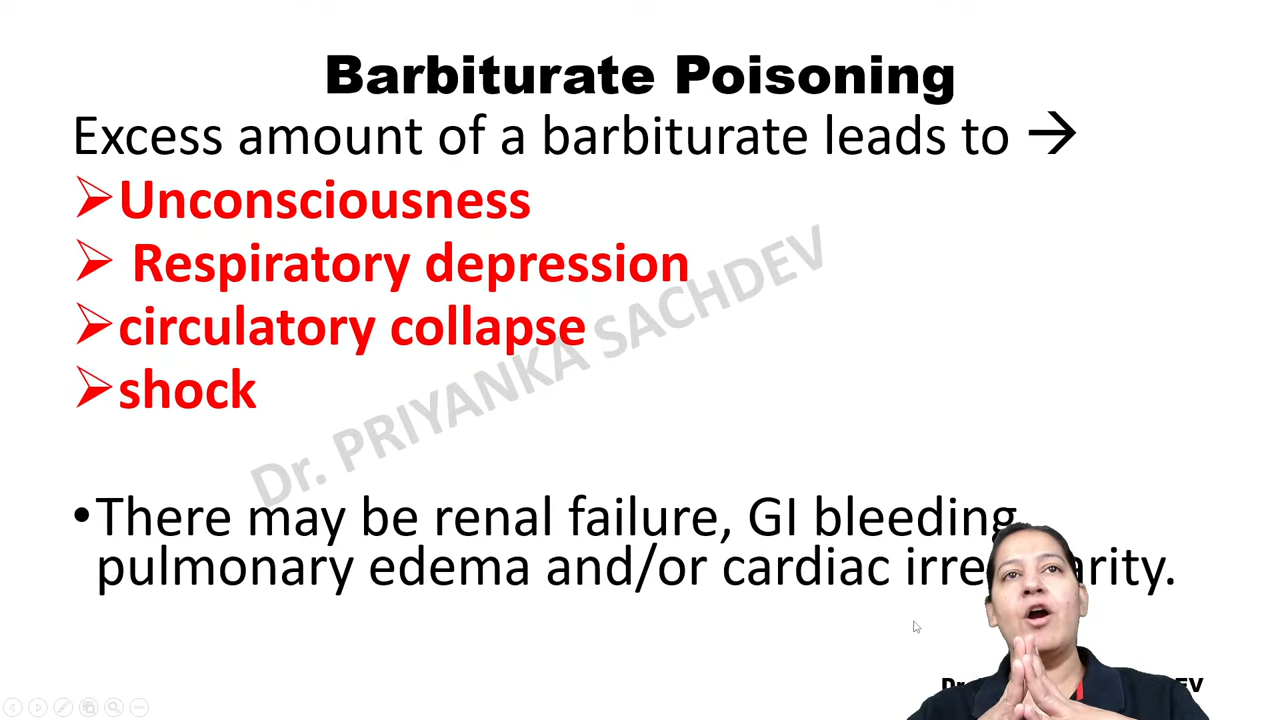 Barbiturate Poisoning
Excess amount of a barbiturate leads to →
➢Unconsciousness
➢ Respiratory depression
➢circulatory collapse
➢shock
Dr. PRIYANKA SACHDEV
•There may be renal failure, GI bleeding
pulmonary edema and/or cardiac